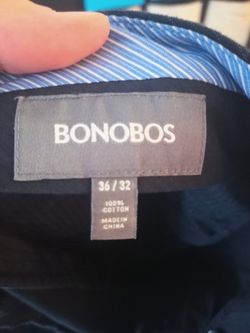 BONOBOS
36 / 32
100%
COTTON
MADE IN
CHINA